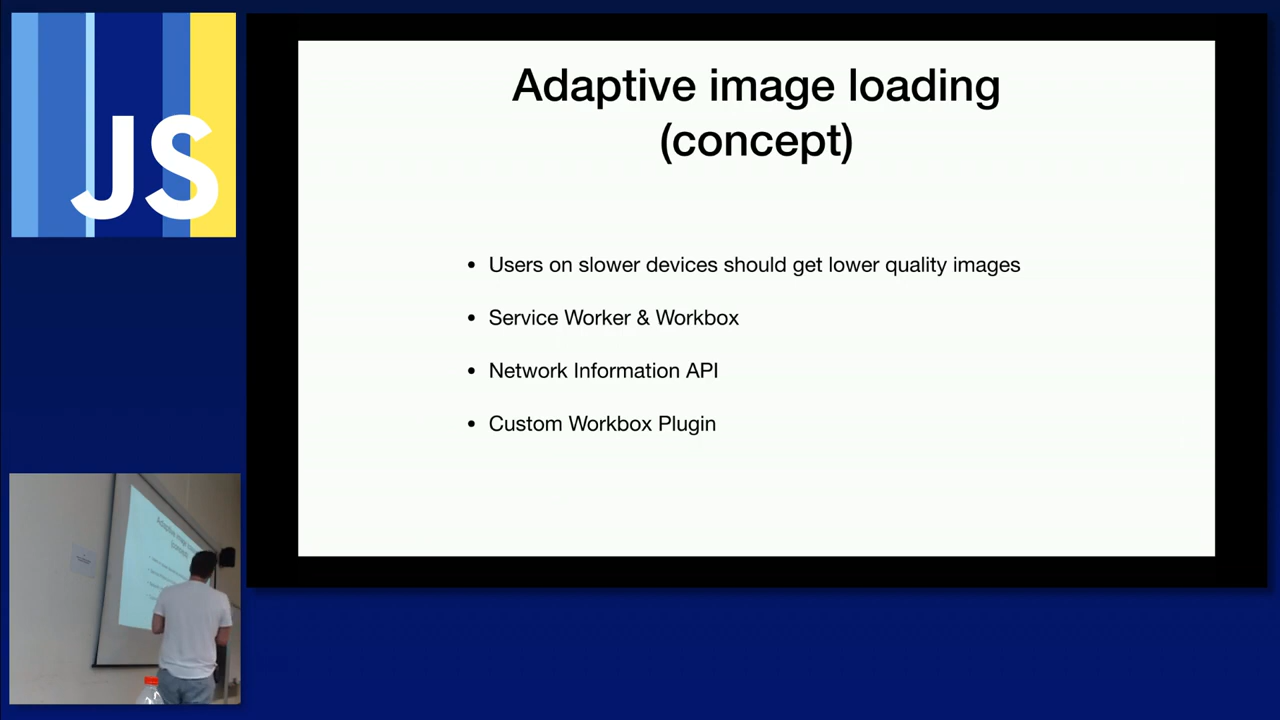 JS
Adaptive image loading
(concept)
• Users on slower devices should get lower quality images
• Service Worker & Workbox
• Network Information API
• Custom Workbox Plugin